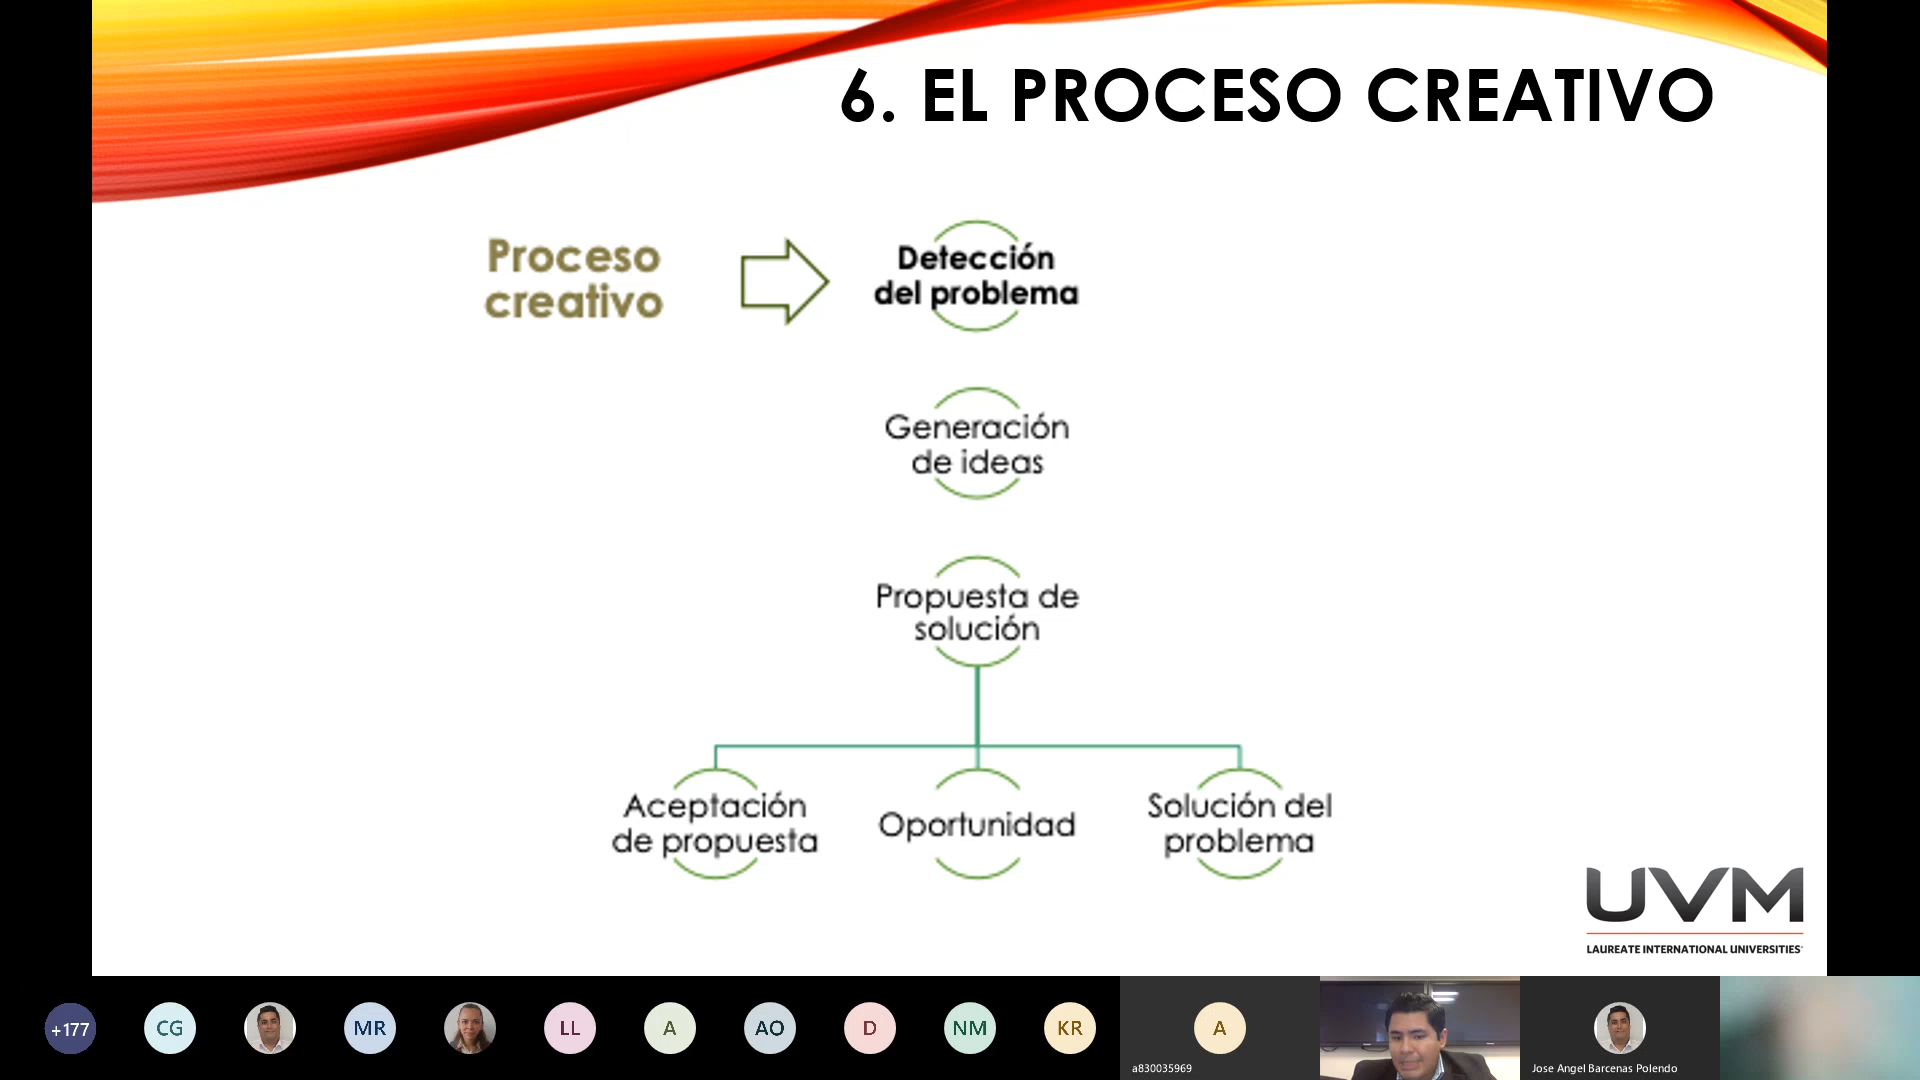 6. EL PROCESO CREATIVO
Proceso
creativo
Detección
del problema
Generación
de ideas
Propuesta de
solución
Aceptación
de propuesta
Oportunidad
Solución del
problema
UVM
LAUREATE INTERNATIONAL UNIVERSITIES
+177
CG
MR
LL
A
AO
D
NM
KR
A
a830035969
Jose Angel Barcenas Polendo